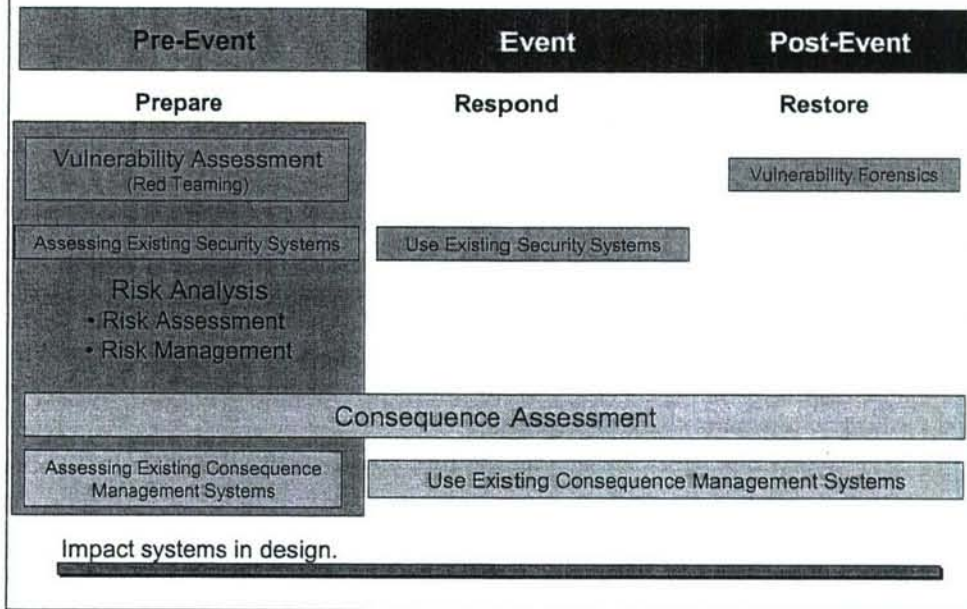 Pre-Event Event Post-Event
Prepare Respond Restore
Vulnerability Assessment
(Red Teaming)
Vulnerability Forensics
Assessing Existing Security Systems Use Existing Security Systems
Risk Analysis
• Risk Assessment
• Risk Management
Consequence Assessment
Assessing Existing Consequence
Management Systems
Use Existing Consequence Management Systems
Impact systems in design.